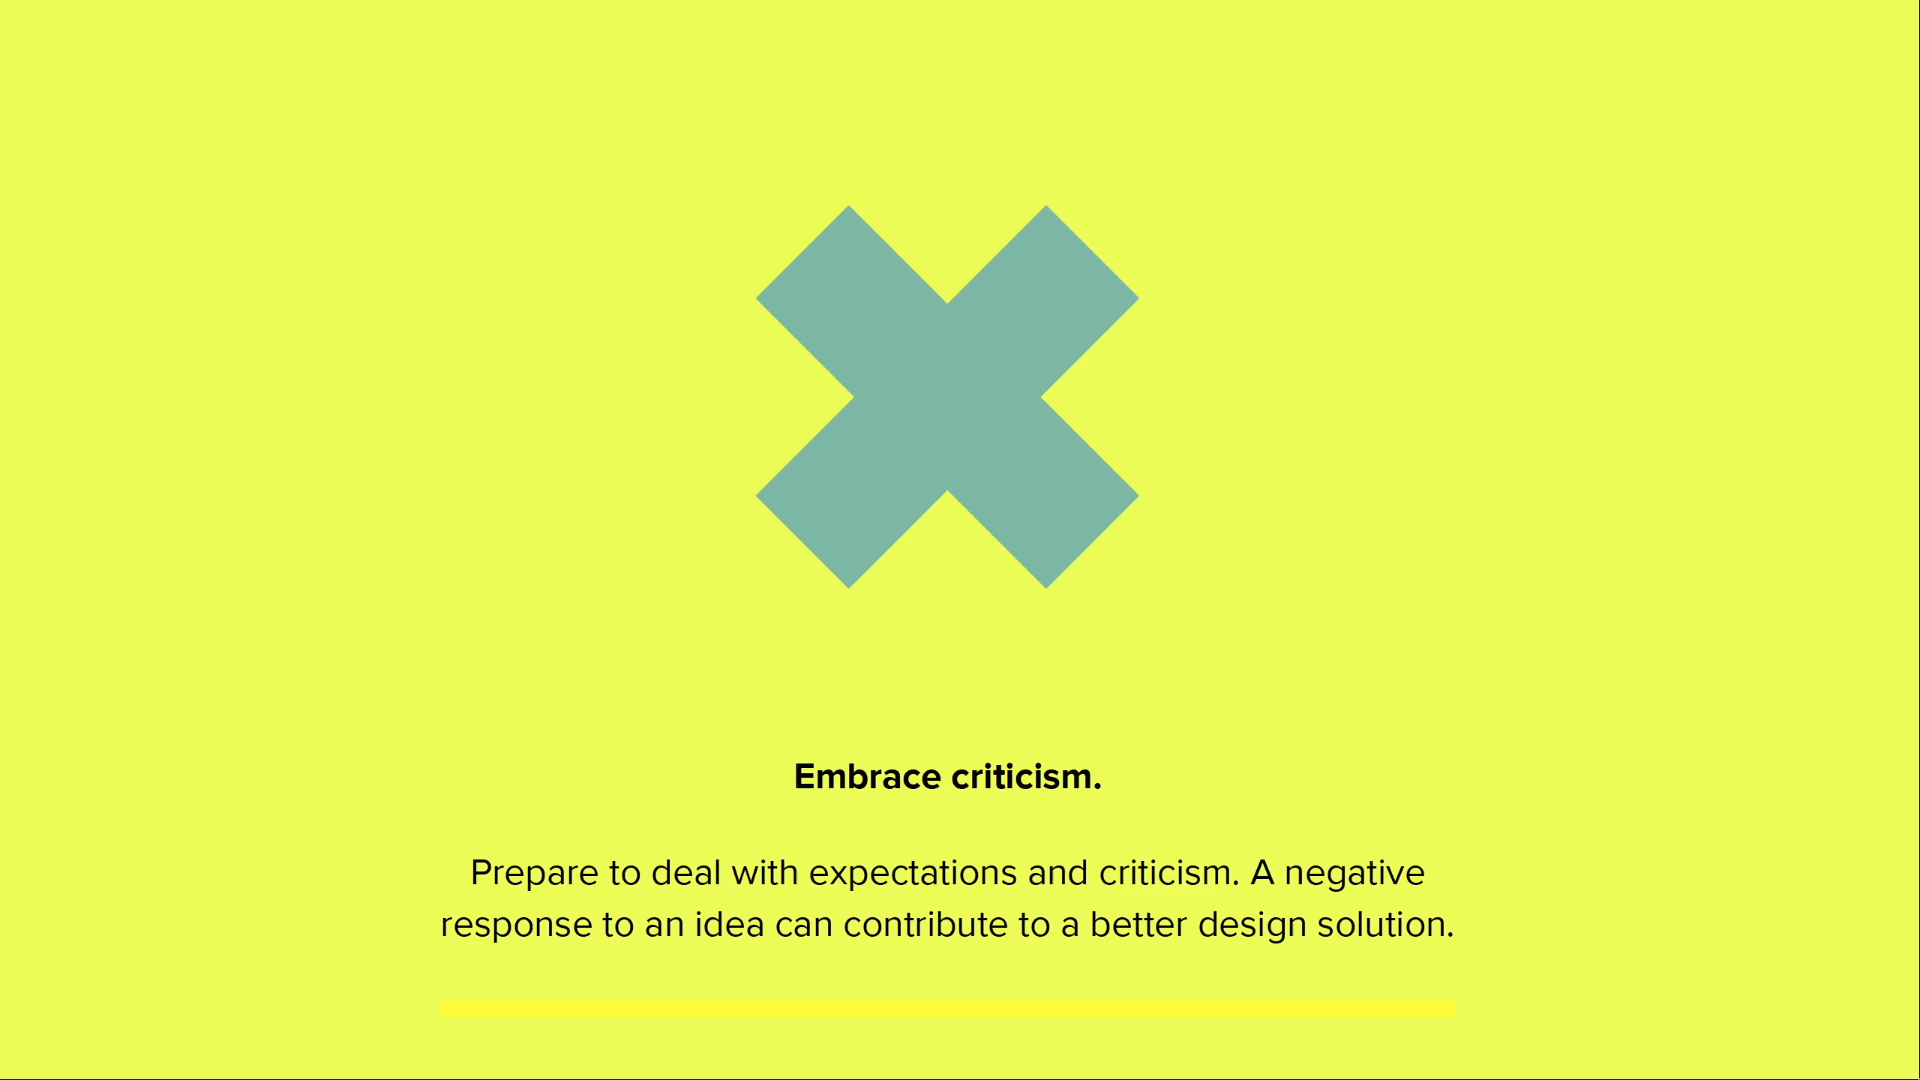 Embrace criticism.
Prepare to deal with expectations and criticism. A negative
response to an idea can contribute to a better design solution.